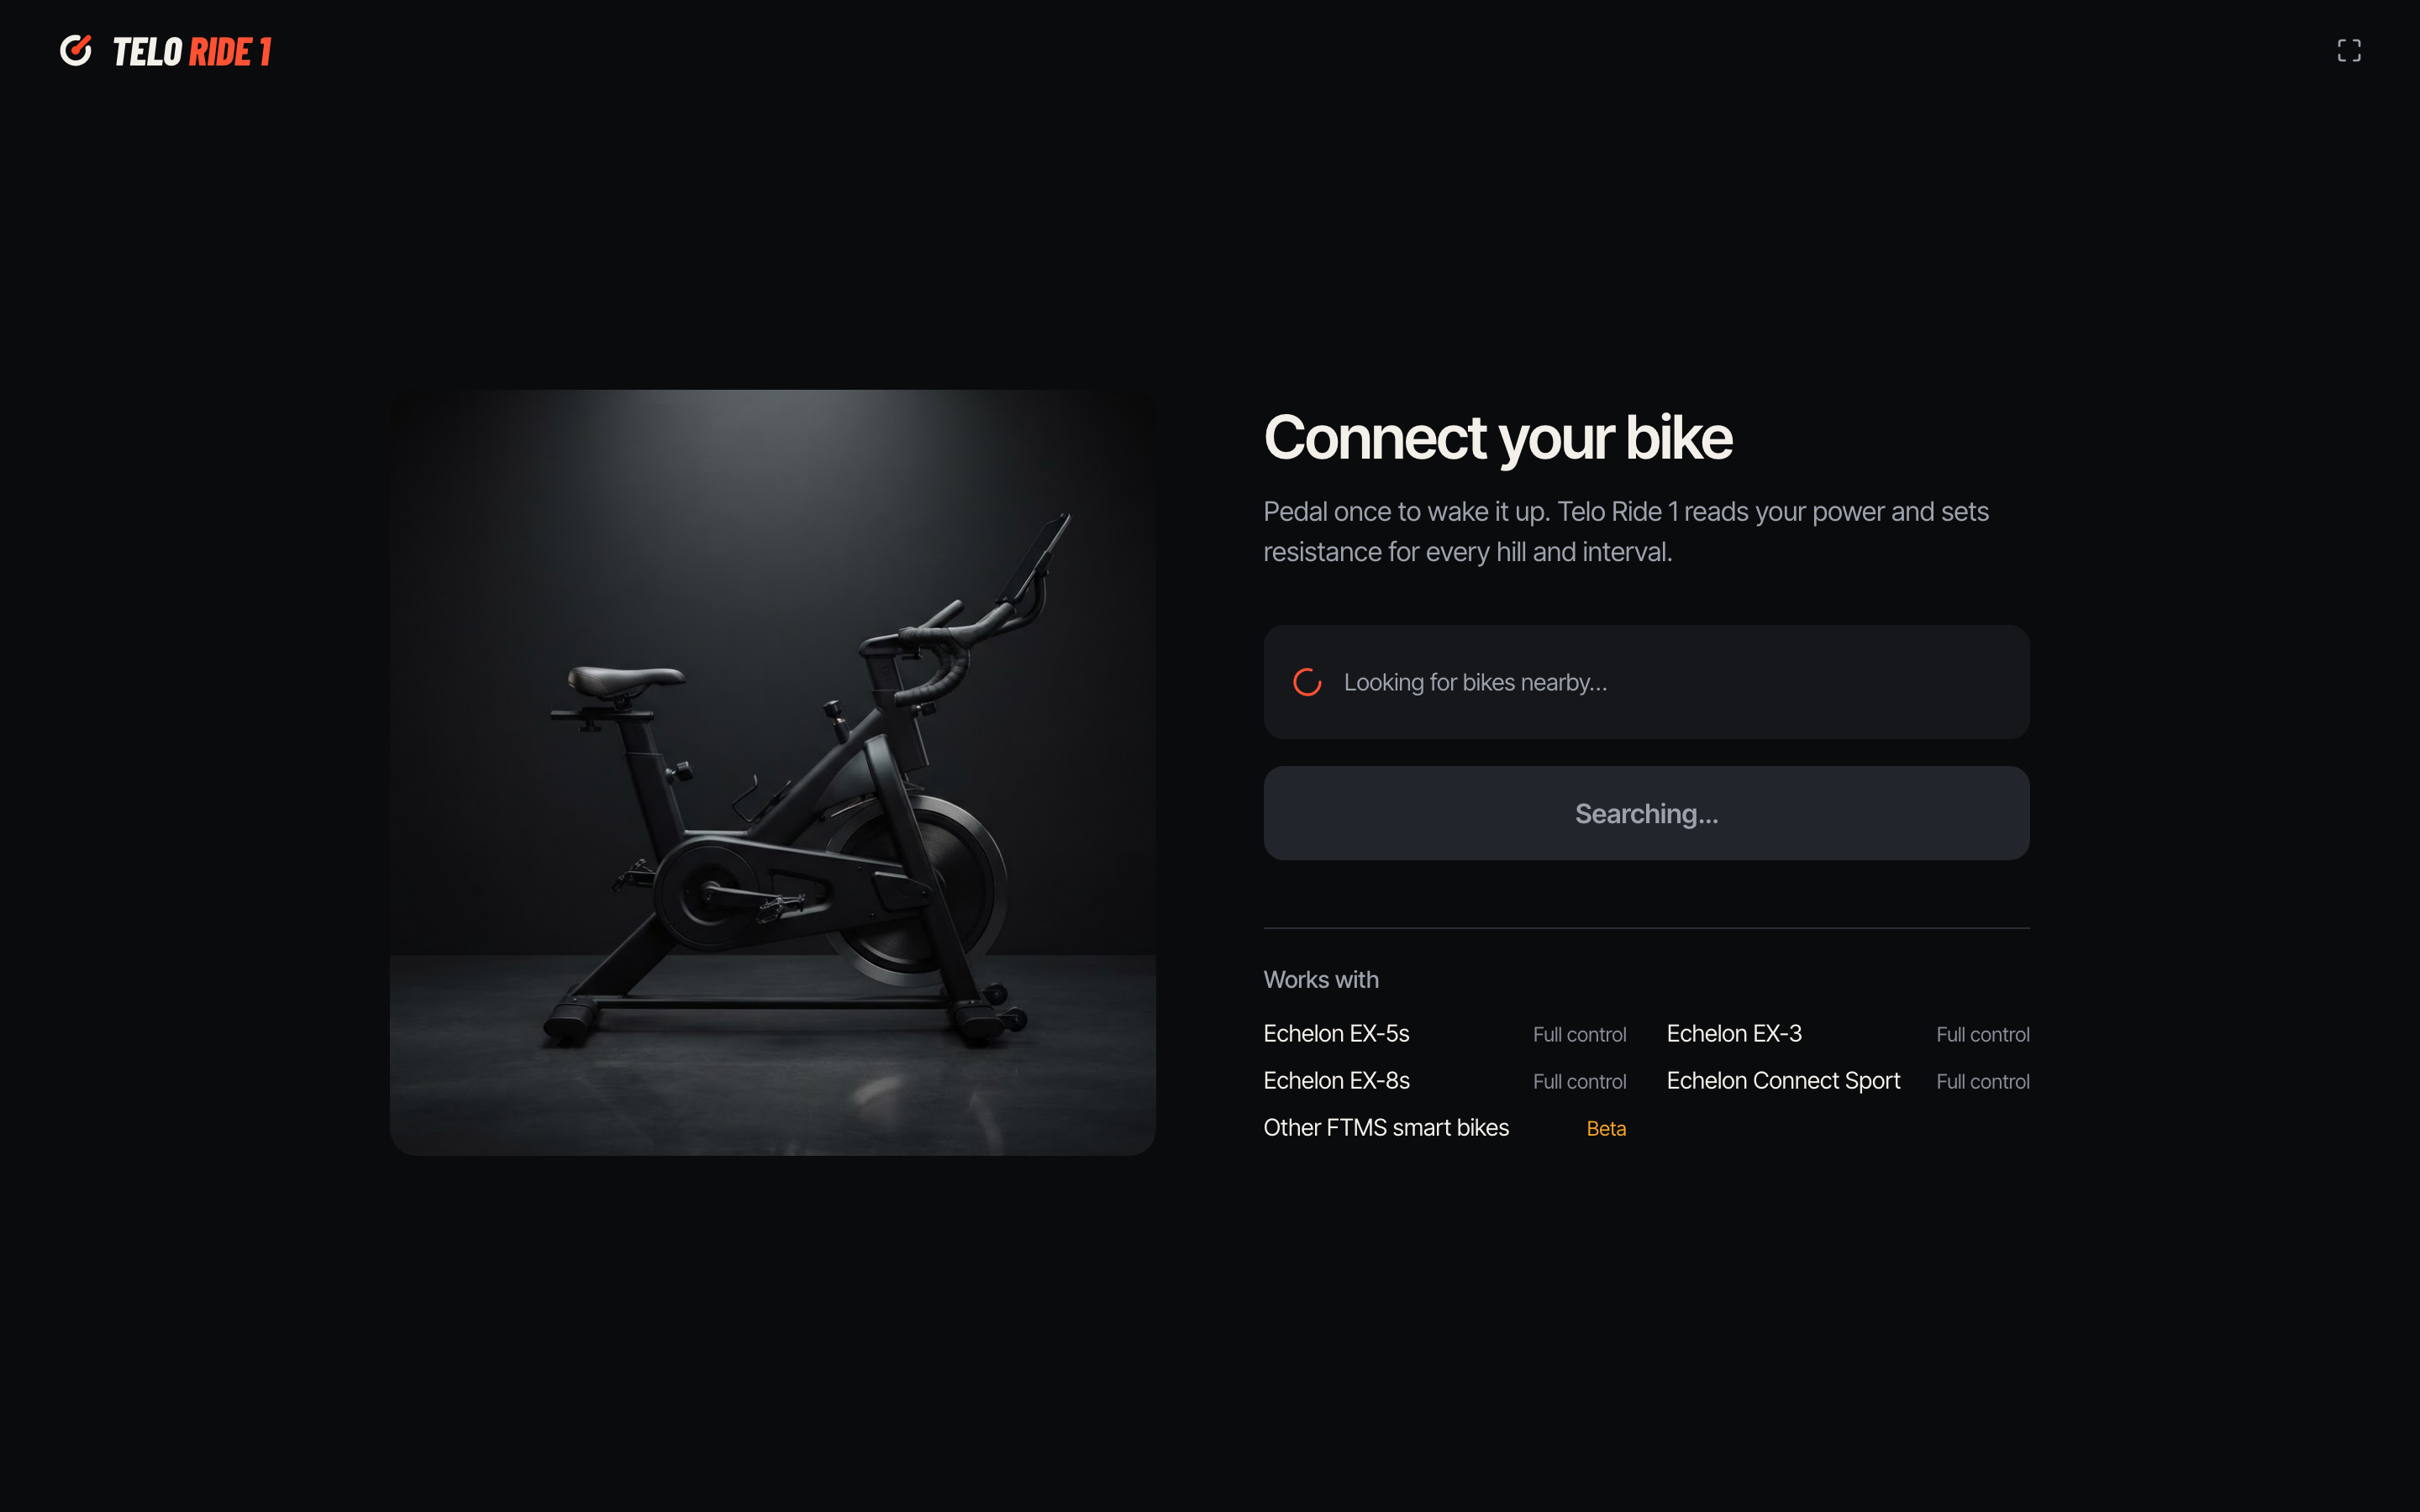 TELO RIDE 1
Connect your bike
Pedal once to wake it up. Telo Ride 1 reads your power and sets
resistance for every hill and interval.
Looking for bikes nearby...
Searching...
Works with
Echelon EX-5s Full control
Echelon EX-3 Full control
Echelon EX-8s Full control
Echelon Connect Sport Full control
Other FTMS smart bikes Beta